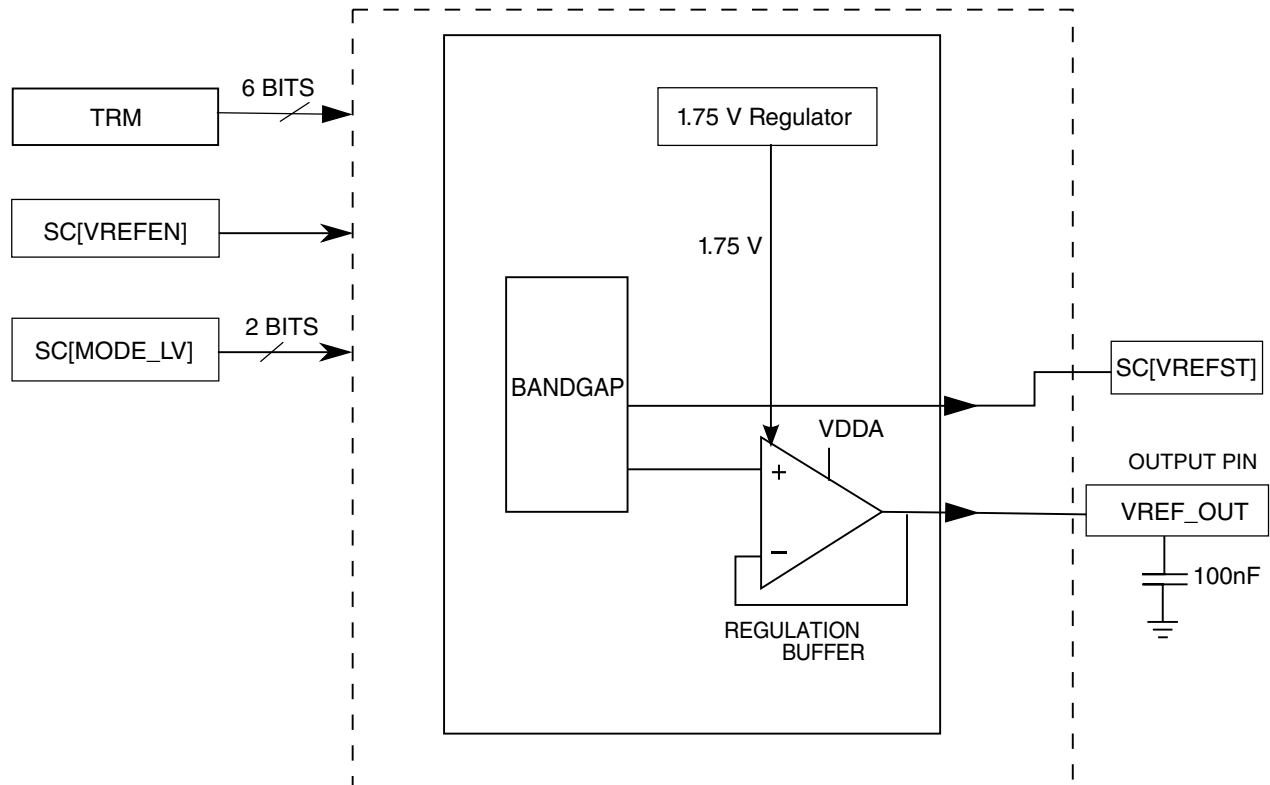 6 BITS
TRM
1.75 V Regulator
SC[VREFEN]
1.75 V
2 BITS
SC[MODE_LV]
BANDGAP
SC[VREFST]
VDDA
OUTPUT PIN
+
VREF_OUT
−
100nF
REGULATION
BUFFER